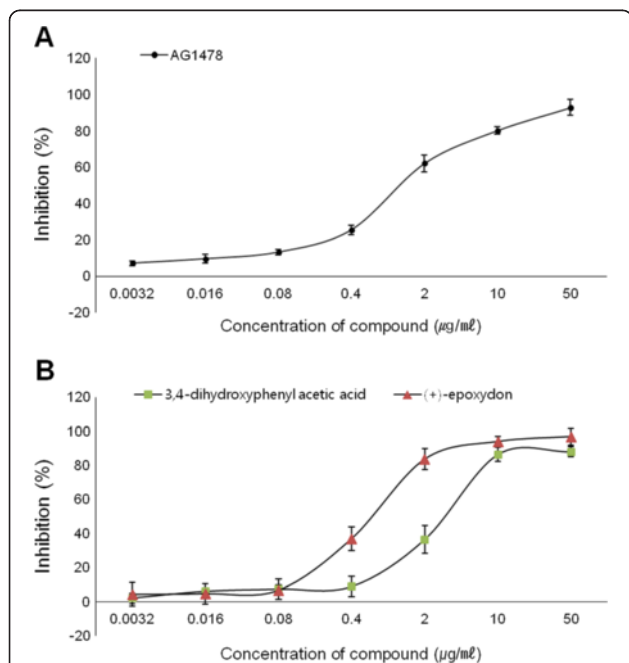 A
AG1478
120
100
80
60
40
20
0
-20
Inhibition (%)
0.0032 0.016 0.08 0.4 2 10 50
Concentration of compound (µg/㎖)
B
3,4-dihydroxyphenyl acetic acid (+)-epoxydon
120
100
80
60
40
20
0
-20
Inhibition (%)
0.0032 0.016 0.08 0.4 2 10 50
Concentration of compound (µg/㎖)